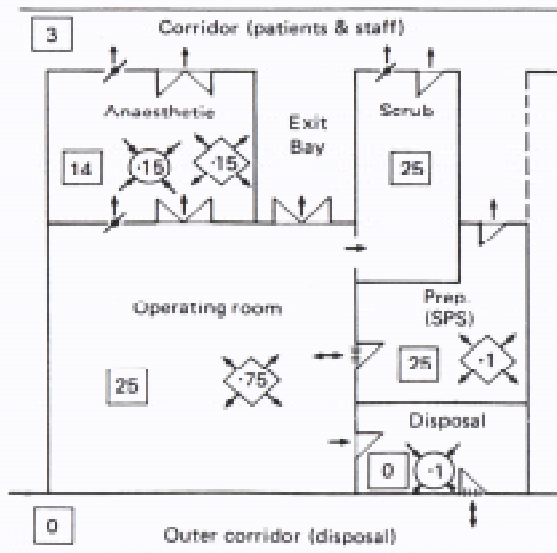 3
Corridor (patients & staff)
Anaesthetic
Exit
Bay
Scrub
14
·15
·15
25
Operating room
Prep.
(SPS)
25
·75
25
·1
Disposal
0
·1
0
Outer corridor (disposal)